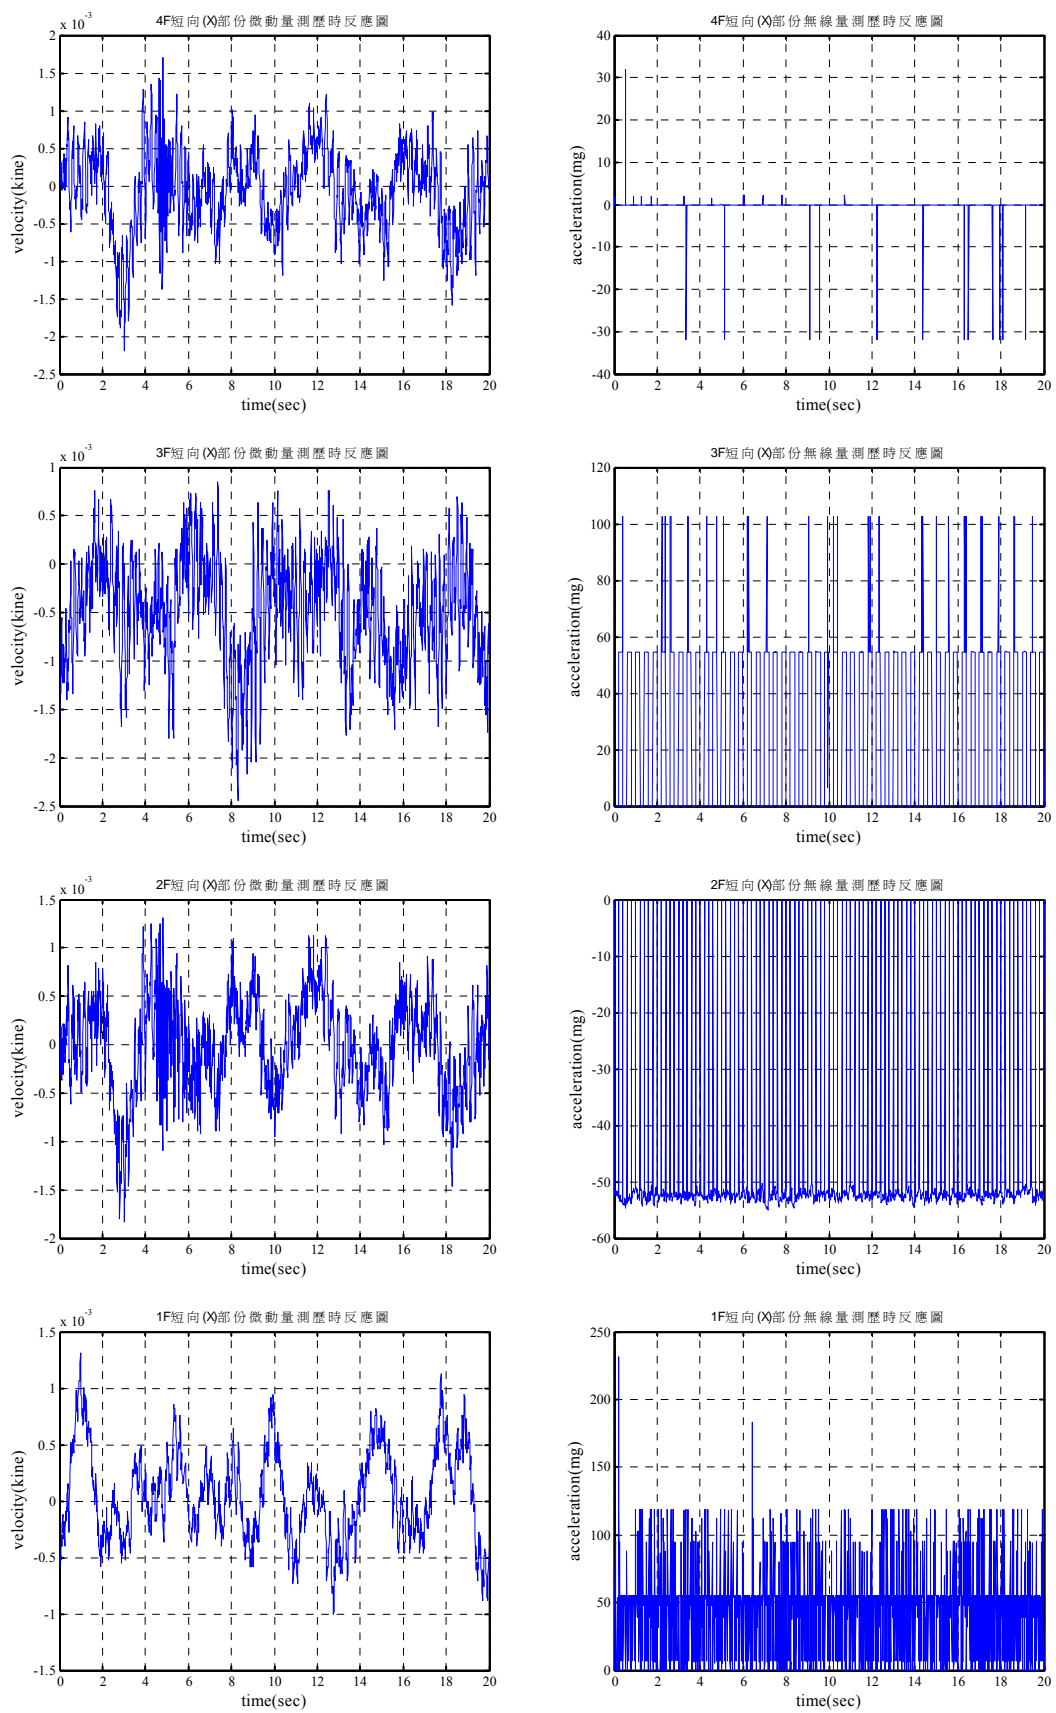 4F短向(X)部份微動量測歷時反應圖
x 10-3
2
1.5
1
0.5
0
-0.5
-1
-1.5
-2
-2.5
velocity(kine)
0 2 4 6 8 10 12 14 16 18 20
time(sec)
4F短向(X)部份無線量測歷時反應圖
40
30
20
10
0
-10
-20
-30
-40
acceleration(mg)
0 2 4 6 8 10 12 14 16 18 20
time(sec)
3F短向(X)部份微動量測歷時反應圖
x 10-3
1
0.5
0
-0.5
-1
-1.5
-2
-2.5
velocity(kine)
0 2 4 6 8 10 12 14 16 18 20
time(sec)
3F短向(X)部份無線量測歷時反應圖
120
100
80
60
40
20
0
acceleration(mg)
0 2 4 6 8 10 12 14 16 18 20
time(sec)
2F短向(X)部份微動量測歷時反應圖
x 10-3
1.5
1
0.5
0
-0.5
-1
-1.5
-2
velocity(kine)
0 2 4 6 8 10 12 14 16 18 20
time(sec)
2F短向(X)部份無線量測歷時反應圖
0
-10
-20
-30
-40
-50
-60
acceleration(mg)
0 2 4 6 8 10 12 14 16 18 20
time(sec)
1F短向(X)部份微動量測歷時反應圖
x 10-3
1.5
1
0.5
0
-0.5
-1
-1.5
velocity(kine)
0 2 4 6 8 10 12 14 16 18 20
time(sec)
1F短向(X)部份無線量測歷時反應圖
250
200
150
100
50
0
acceleration(mg)
0 2 4 6 8 10 12 14 16 18 20
time(sec)